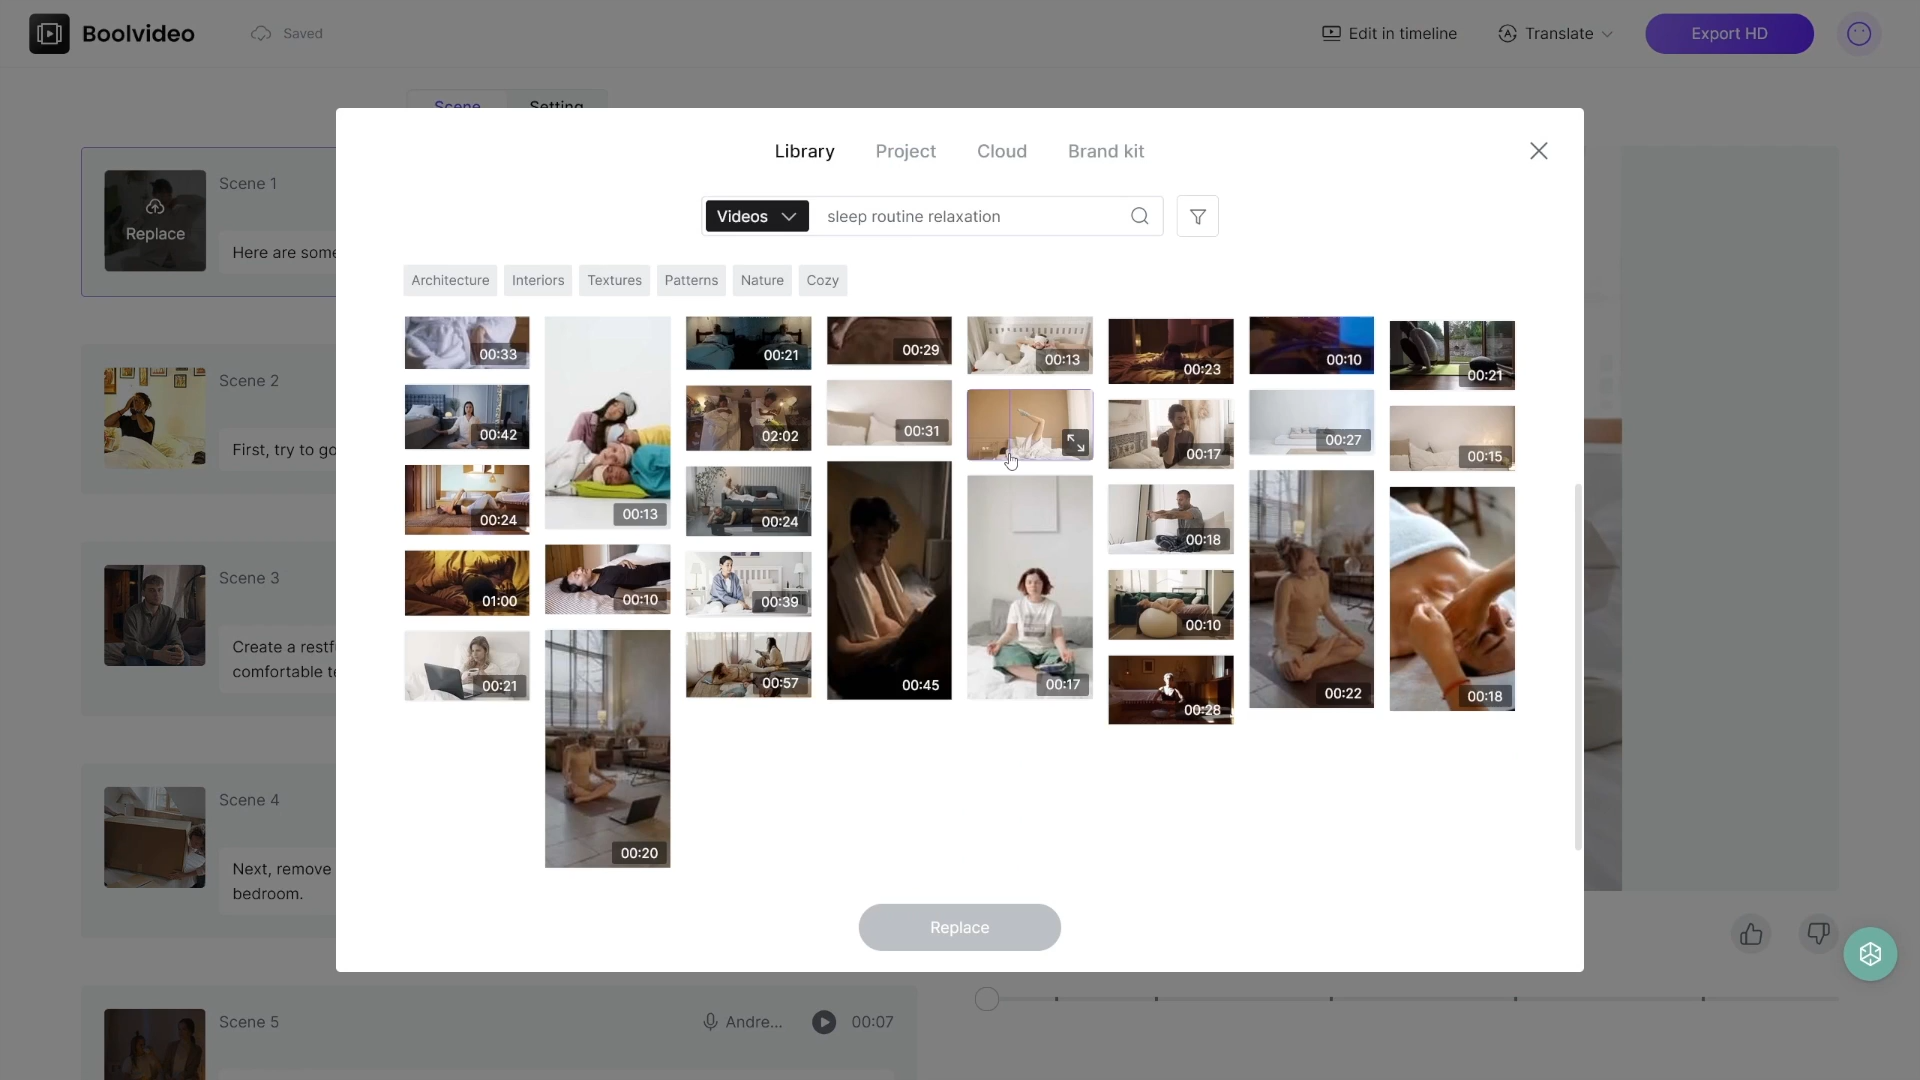 Boolvideo
Saved
Edit in timeline
Translate
Export HD
Scene
Setting
Library
Project
Cloud
Brand kit
Videos
sleep routine relaxation
Architecture
Interiors
Textures
Patterns
Nature
Cozy
Scene 1
Replace
Here are some
Scene 2
First, try to go
Scene 3
Create a restf
comfortable te
Scene 4
Next, remove
bedroom.
Scene 5
Andre...
00:07
00:33
00:21
00:29
00:13
00:23
00:10
00:21
00:42
02:02
00:31
00:17
00:27
00:15
00:24
00:13
00:24
00:18
01:00
00:10
00:39
00:10
00:21
00:57
00:45
00:17
00:28
00:22
00:18
00:20
Replace